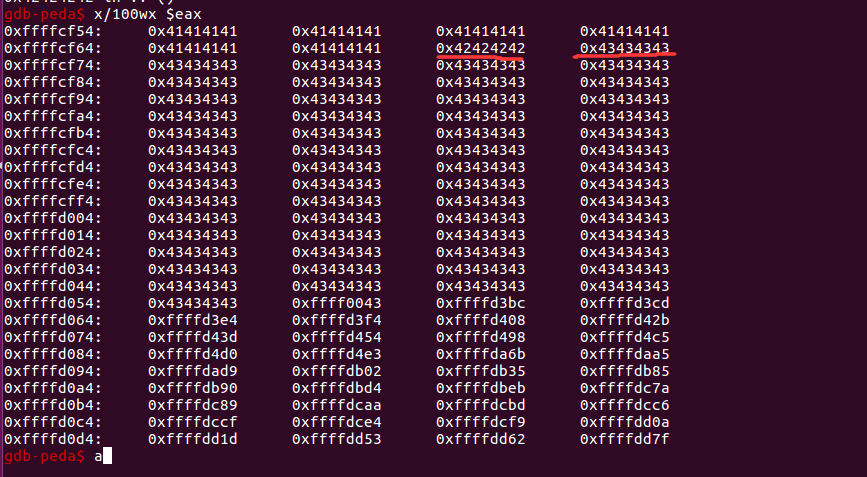 gdb-peda$ x/100wx $eax
0xffffcf54: 0x41414141 0x41414141 0x41414141 0x41414141
0xffffcf64: 0x41414141 0x41414141 0x42424242 0x43434343
0xffffcf74: 0x43434343 0x43434343 0x43434343 0x43434343
0xffffcf84: 0x43434343 0x43434343 0x43434343 0x43434343
0xffffcf94: 0x43434343 0x43434343 0x43434343 0x43434343
0xffffcfa4: 0x43434343 0x43434343 0x43434343 0x43434343
0xffffcfb4: 0x43434343 0x43434343 0x43434343 0x43434343
0xffffcfc4: 0x43434343 0x43434343 0x43434343 0x43434343
0xffffcfd4: 0x43434343 0x43434343 0x43434343 0x43434343
0xffffcfe4: 0x43434343 0x43434343 0x43434343 0x43434343
0xffffcff4: 0x43434343 0x43434343 0x43434343 0x43434343
0xffffd004: 0x43434343 0x43434343 0x43434343 0x43434343
0xffffd014: 0x43434343 0x43434343 0x43434343 0x43434343
0xffffd024: 0x43434343 0x43434343 0x43434343 0x43434343
0xffffd034: 0x43434343 0x43434343 0x43434343 0x43434343
0xffffd044: 0x43434343 0x43434343 0x43434343 0x43434343
0xffffd054: 0x43434343 0xffff0043 0xffffd3bc 0xffffd3cd
0xffffd064: 0xffffd3e4 0xffffd3f4 0xffffd408 0xffffd42b
0xffffd074: 0xffffd43d 0xffffd454 0xffffd498 0xffffd4c5
0xffffd084: 0xffffd4d0 0xffffd4e3 0xffffda6b 0xffffdaa5
0xffffd094: 0xffffdad9 0xffffdb02 0xffffdb35 0xffffdb85
0xffffd0a4: 0xffffdb90 0xffffdbd4 0xffffdbeb 0xffffdc7a
0xffffd0b4: 0xffffdc89 0xffffdcaa 0xffffdcbd 0xffffdcc6
0xffffd0c4: 0xffffdccf 0xffffdce4 0xffffdcf9 0xffffdd0a
0xffffd0d4: 0xffffdd1d 0xffffdd53 0xffffdd62 0xffffdd7f
gdb-peda$ a